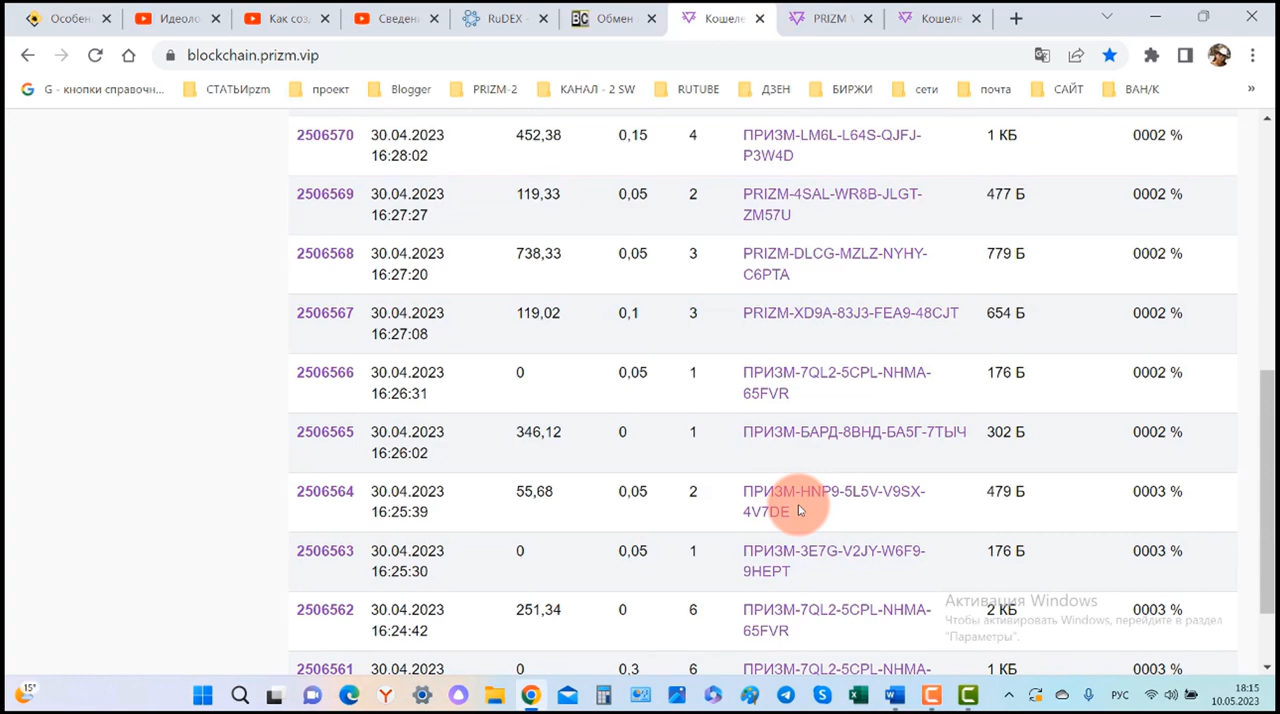 Особен
Идеоло
Как соз
Сведен
RuDEX -
Обмен
Кошеле
PRIZM
Кошеле
blockchain.prizm.vip
G - кнопки справочн...
СТАТЬИpzm
проект
Blogger
PRIZM-2
КАНАЛ - 2 SW
RUTUBE
ДЗЕН
БИРЖИ
сети
почта
САЙТ
ВАН/К
»
2506570 30.04.2023 452,38 0,15 4 ПРИЗМ-LM6L-L64S-QJFJ- 1 КБ 0002 %
16:28:02 P3W4D
2506569 30.04.2023 119,33 0,05 2 PRIZM-4SAL-WR8B-JLGT- 477 Б 0002 %
16:27:27 ZM57U
2506568 30.04.2023 738,33 0,05 3 PRIZM-DLCG-MZLZ-NYHY- 779 Б 0002 %
16:27:20 C6PTA
2506567 30.04.2023 119,02 0,1 3 PRIZM-XD9A-83J3-FEA9-48CJT 654 Б 0002 %
16:27:08
2506566 30.04.2023 0 0,05 1 ПРИЗМ-7QL2-5CPL-NHMA- 176 Б 0002 %
16:26:31 65FVR
2506565 30.04.2023 346,12 0 1 ПРИЗМ-БАРД-8ВНД-БА5Г-7ТЫЧ 302 Б 0002 %
16:26:02
2506564 30.04.2023 55,68 0,05 2 ПРИЗМ-HNP9-5L5V-V9SX- 479 Б 0003 %
16:25:39 4V7DE
2506563 30.04.2023 0 0,05 1 ПРИЗМ-3E7G-V2JY-W6F9- 176 Б 0003 %
16:25:30 9HEPT
2506562 30.04.2023 251,34 0 6 ПРИЗМ-7QL2-5CPL-NHMA- 2 КБ 0003 %
16:24:42 65FVR
2506561 30.04.2023 0 0,3 6 ПРИЗМ-7QL2-5CPL-NHMA- 1 КБ 0003 %
Активация Windows
Чтобы активировать Windows, перейдите в раздел
"Параметры".
15°
РУС
18:15
10.05.2023